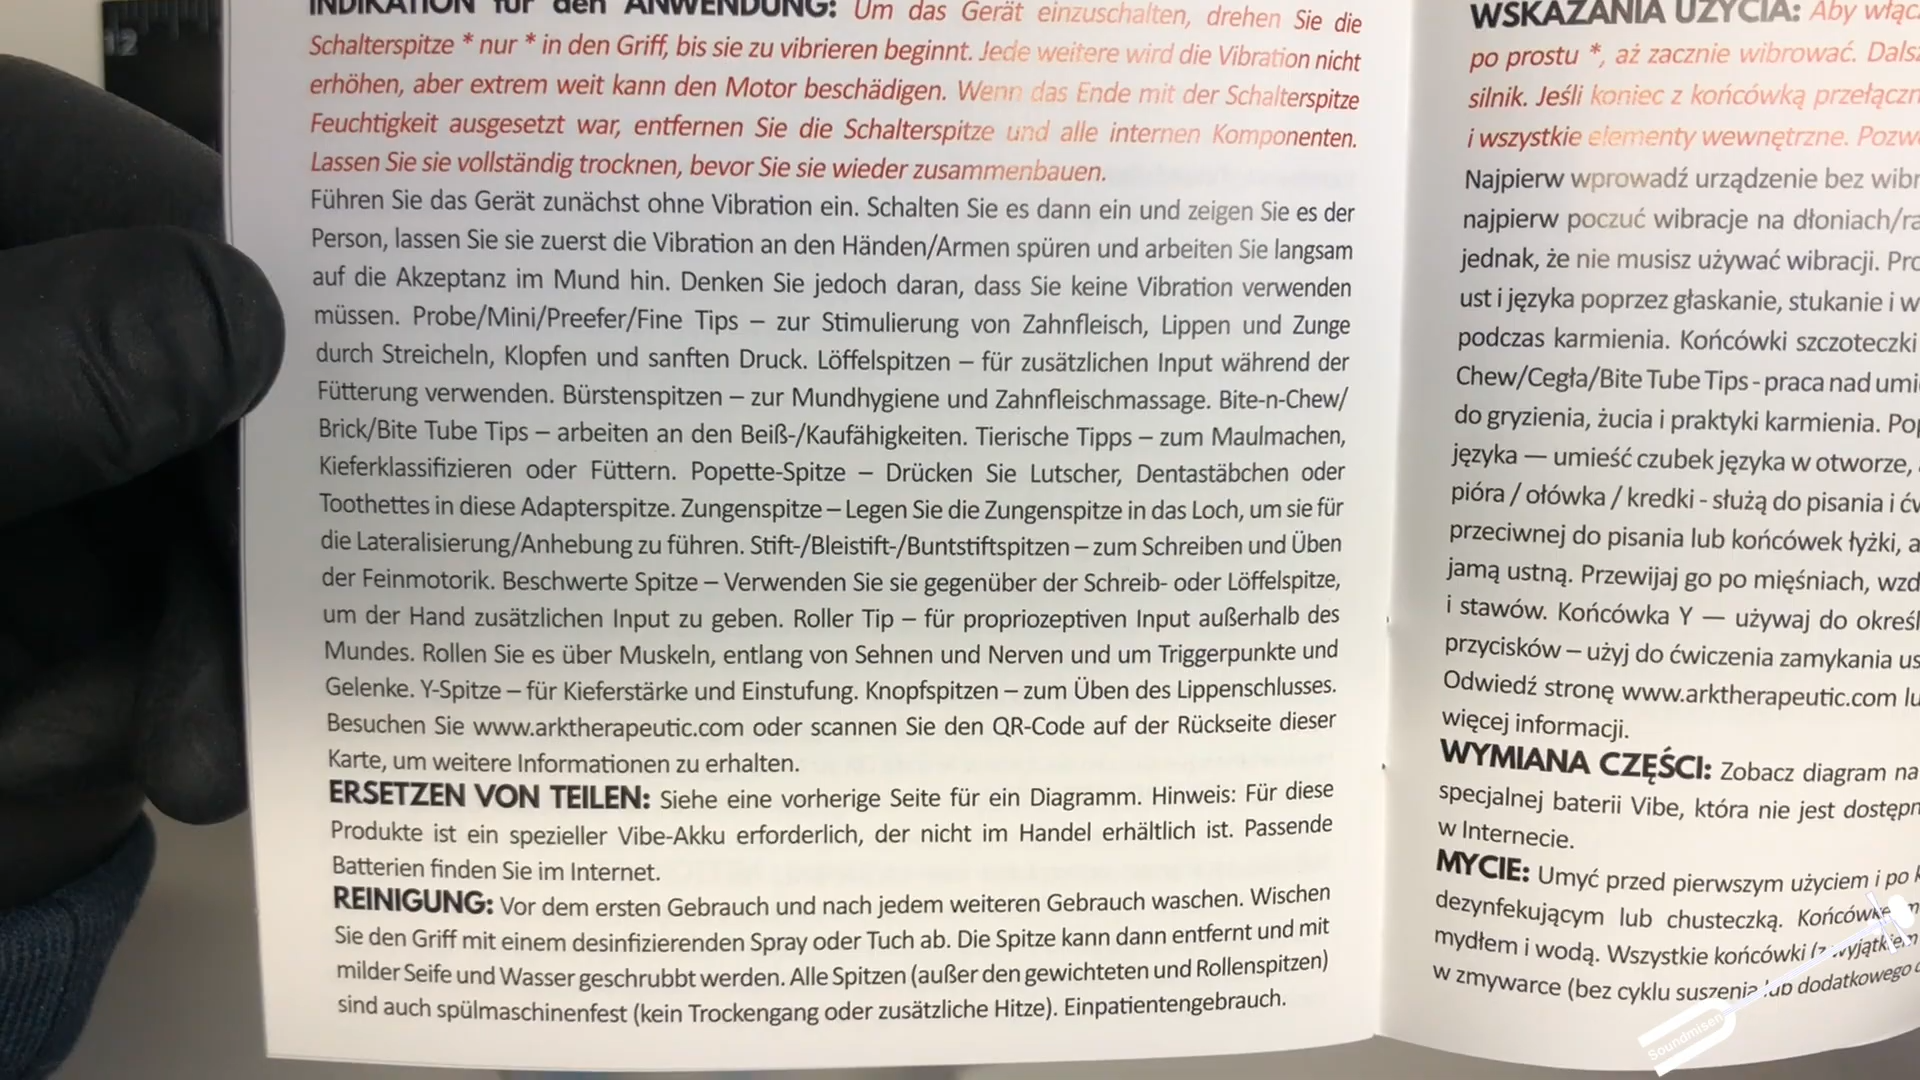 INDIKATION für den ANWENDUNG: Um das Gerät einzuschalten, drehen Sie die
Schalterspitze * nur * in den Griff, bis sie zu vibrieren beginnt. Jede weitere wird die Vibration nicht
erhöhen, aber extrem weit kann den Motor beschädigen. Wenn das Ende mit der Schalterspitze
Feuchtigkeit ausgesetzt war, entfernen Sie die Schalterspitze und alle internen Komponenten.
Lassen Sie sie vollständig trocknen, bevor Sie sie wieder zusammenbauen.
Führen Sie das Gerät zunächst ohne Vibration ein. Schalten Sie es dann ein und zeigen Sie es der
Person, lassen Sie sie zuerst die Vibration an den Händen/Armen spüren und arbeiten Sie langsam
auf die Akzeptanz im Mund hin. Denken Sie jedoch daran, dass Sie keine Vibration verwenden
müssen. Probe/Mini/Preefer/Fine Tips – zur Stimulierung von Zahnfleisch, Lippen und Zunge
durch Streicheln, Klopfen und sanften Druck. Löffelspitzen – für zusätzlichen Input während der
Fütterung verwenden. Bürstenspitzen – zur Mundhygiene und Zahnfleischmassage. Bite-n-Chew/
Brick/Bite Tube Tips – arbeiten an den Beiß-/Kaufähigkeiten. Tierische Tipps – zum Maulmachen,
Kieferklassifizieren oder Füttern. Popette-Spitze – Drücken Sie Lutscher, Dentastäbchen oder
Toothettes in diese Adapterspitze. Zungenspitze – Legen Sie die Zungenspitze in das Loch, um sie für
die Lateralisierung/Anhebung zu führen. Stift-/Bleistift-/Buntstiftspitzen – zum Schreiben und Üben
der Feinmotorik. Beschwerte Spitze – Verwenden Sie sie gegenüber der Schreib- oder Löffelspitze,
um der Hand zusätzlichen Input zu geben. Roller Tip – für propriozeptiven Input außerhalb des
Mundes. Rollen Sie es über Muskeln, entlang von Sehnen und Nerven und um Triggerpunkte und
Gelenke. Y-Spitze – für Kieferstärke und Einstufung. Knopfspitzen – zum Üben des Lippenschlusses.
Besuchen Sie www.arktherapeutic.com oder scannen Sie den QR-Code auf der Rückseite dieser
Karte, um weitere Informationen zu erhalten.
ERSETZEN VON TEILEN: Siehe eine vorherige Seite für ein Diagramm. Hinweis: Für diese
Produkte ist ein spezieller Vibe-Akku erforderlich, der nicht im Handel erhältlich ist. Passende
Batterien finden Sie im Internet.
REINIGUNG: Vor dem ersten Gebrauch und nach jedem weiteren Gebrauch waschen. Wischen
Sie den Griff mit einem desinfizierenden Spray oder Tuch ab. Die Spitze kann dann entfernt und mit
milder Seife und Wasser geschrubbt werden. Alle Spitzen (außer den gewichteten und Rollenspitzen)
sind auch spülmaschinenfest (kein Trockengang oder zusätzliche Hitze). Einpatientengebrauch.
WSKAZANIA UŻYCIA: Aby
po prostu *, aż zacznie wibrować.
silnik. Jeśli koniec z końcówką
i wszystkie elementy wewnętrzne.
Najpierw wprowadź urządzenie bez
najpierw poczuć wibracje na
jednak, że nie musisz używać wibracji.
ust i języka poprzez głaskanie, stukanie i
podczas karmienia. Końcówki szczoteczki
Chew/Cegła/Bite Tube Tips - praca nad
do gryzienia, żucia i praktyki karmienia.
języka — umieść czubek języka w otworze,
pióra / ołówka / kredki - służą do pisania i
przeciwnej do pisania lub końcówek łyżki,
jamą ustną. Przewijaj go po mięśniach,
i stawów. Końcówka Y — używaj do
przycisków – użyj do ćwiczenia zamykania
Odwiedź stronę www.arktherapeutic.com
więcej informacji.
WYMIANA CZĘŚCI: Zobacz diagram na
specjalnej baterii Vibe, która nie jest
w Internecie.
MYCIE: Umyć przed pierwszym użyciem i po
dezynfekującym lub chusteczką.
mydłem i wodą. Wszystkie końcówki
w zmywarce (bez cyklu suszenia lub dodatkowego
Soundmisen
12